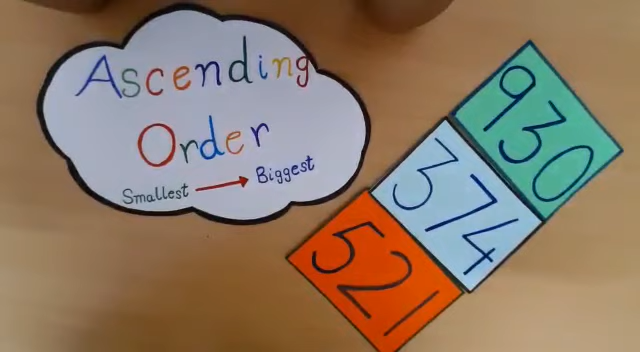 Ascending
Order
Smallest → Biggest
930
374
521